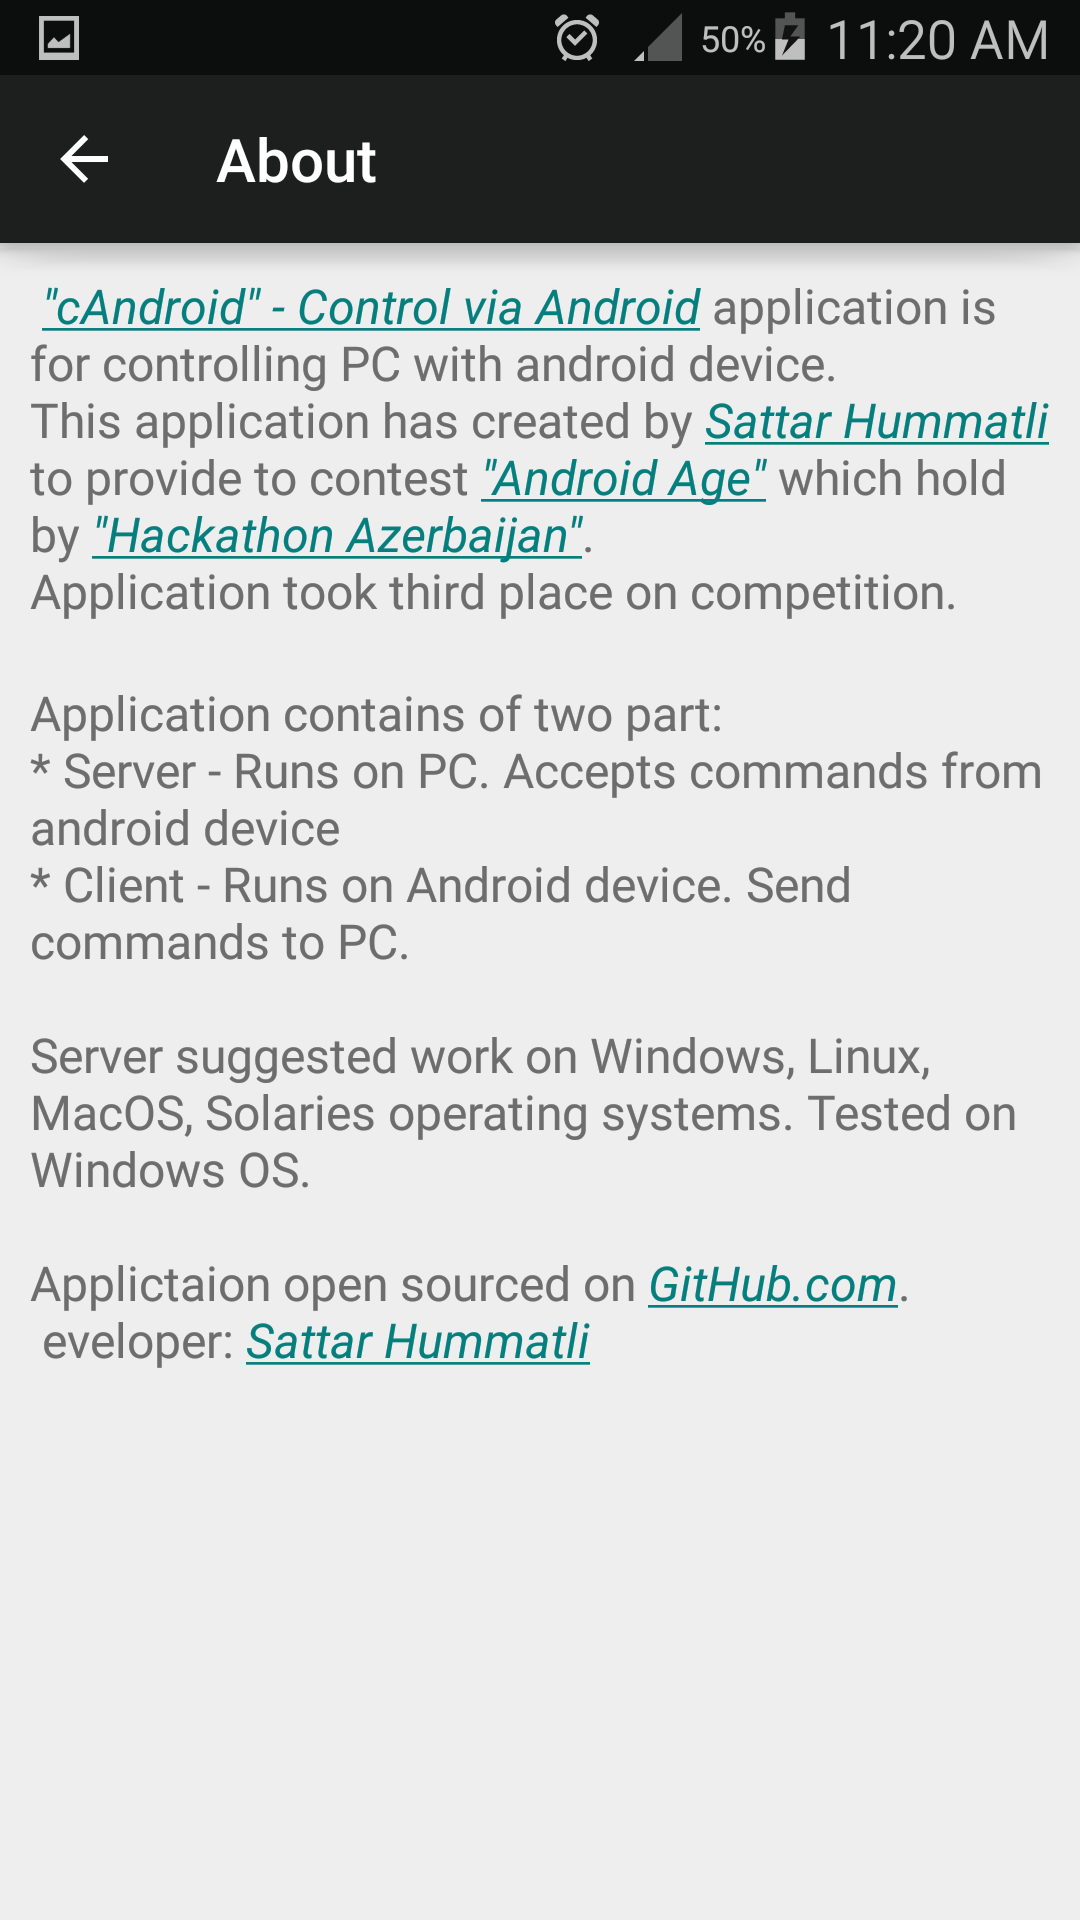 50% 11:20 AM
About
"cAndroid" - Control via Android application is
for controlling PC with android device.
This application has created by Sattar Hummatli
to provide to contest "Android Age" which hold
by "Hackathon Azerbaijan".
Application took third place on competition.
Application contains of two part:
* Server - Runs on PC. Accepts commands from
android device
* Client - Runs on Android device. Send
commands to PC.
Server suggested work on Windows, Linux,
MacOS, Solaries operating systems. Tested on
Windows OS.
Applictaion open sourced on GitHub.com.
eveloper: Sattar Hummatli